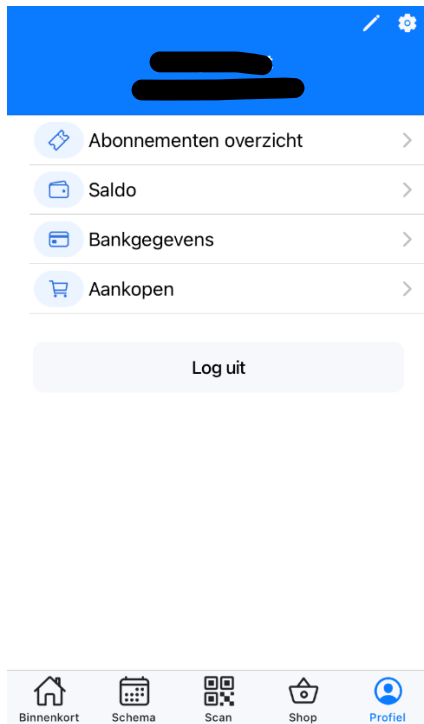 Abonnementen overzicht
Saldo
Bankgegevens
Aankopen
Log uit
Binnenkort Schema Scan Shop Profiel